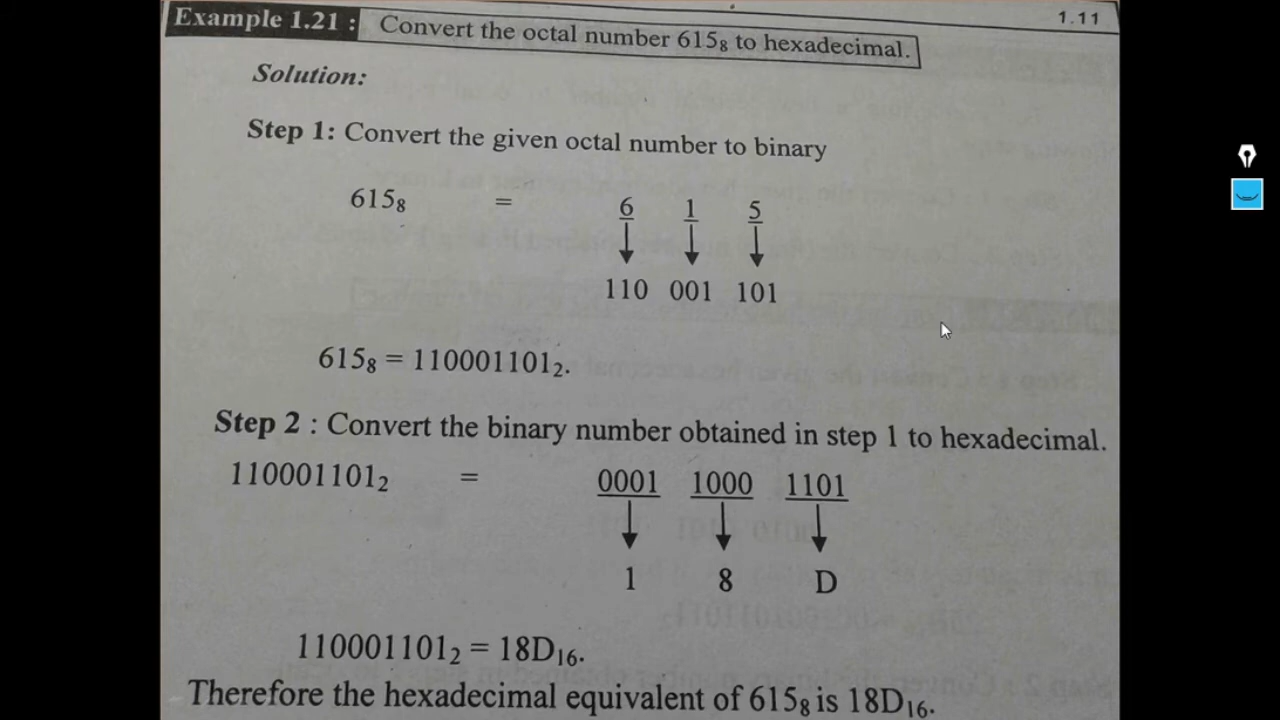 1.11
Example 1.21 : Convert the octal number 615₈ to hexadecimal.
Solution:
Step 1: Convert the given octal number to binary
615₈ = 6 1 5
110 001 101
615₈ = 110001101₂.
Step 2 : Convert the binary number obtained in step 1 to hexadecimal.
110001101₂ = 0001 1000 1101
1 8 D
110001101₂ = 18D₁₆.
Therefore the hexadecimal equivalent of 615₈ is 18D₁₆.